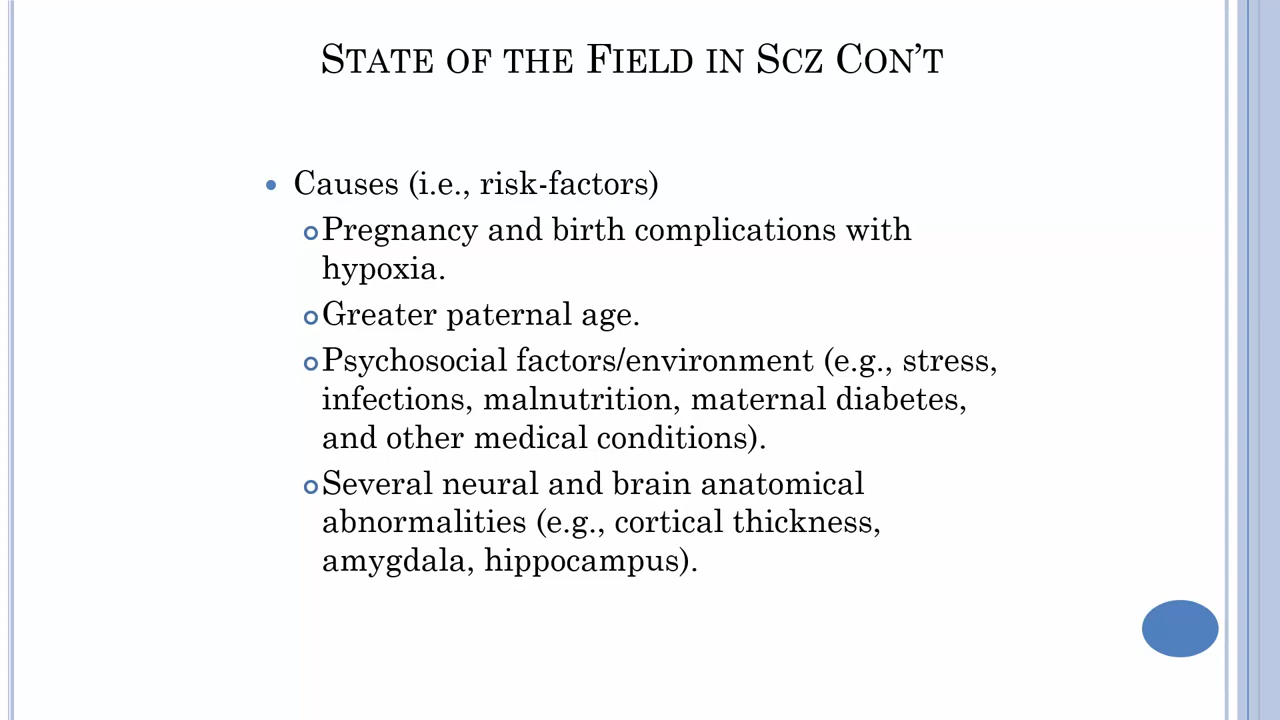 State of the Field in Scz Con’t
• Causes (i.e., risk-factors)
Pregnancy and birth complications with
hypoxia.
Greater paternal age.
Psychosocial factors/environment (e.g., stress,
infections, malnutrition, maternal diabetes,
and other medical conditions).
Several neural and brain anatomical
abnormalities (e.g., cortical thickness,
amygdala, hippocampus).